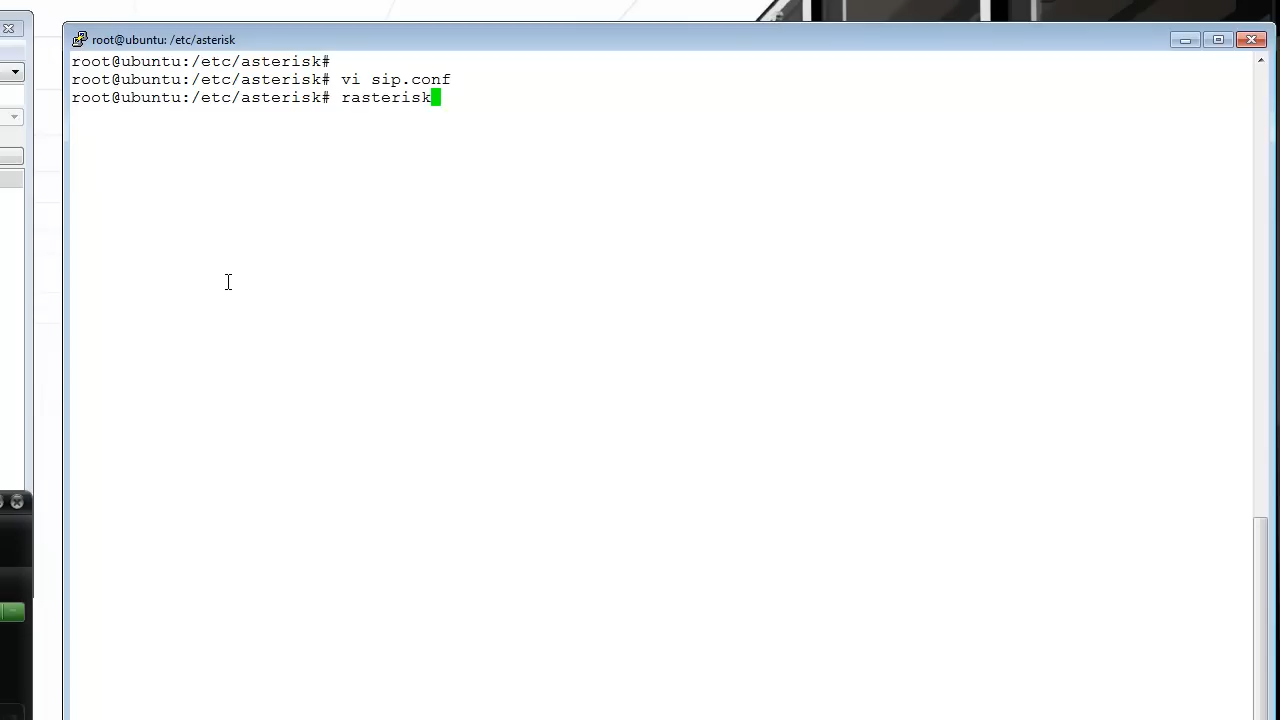 root@ubuntu: /etc/asterisk
root@ubuntu:/etc/asterisk#
root@ubuntu:/etc/asterisk# vi sip.conf
root@ubuntu:/etc/asterisk# rasterisk